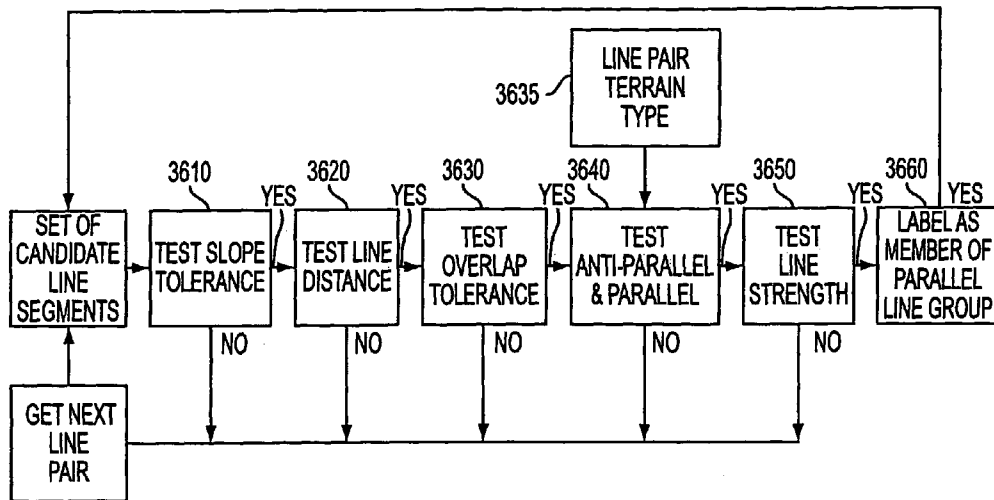 LINE PAIR
TERRAIN
TYPE
3635
3610
3620
3630
3640
3650
3660
YES
YES
YES
YES
YES
YES
SET OF
CANDIDATE
LINE
SEGMENTS
TEST SLOPE
TOLERANCE
TEST LINE
DISTANCE
TEST
OVERLAP
TOLERANCE
TEST
ANTI-PARALLEL
& PARALLEL
TEST
LINE
STRENGTH
LABEL AS
MEMBER OF
PARALLEL
LINE GROUP
NO
NO
NO
NO
NO
GET NEXT
LINE
PAIR